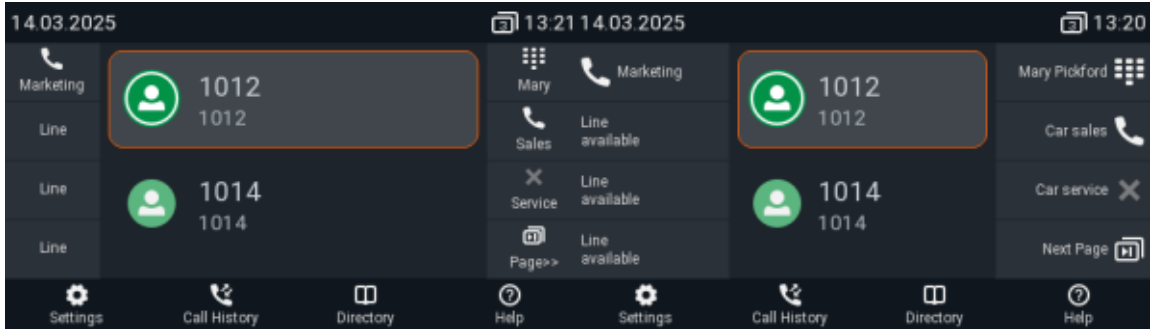 14.03.2025
3 13:21
Marketing
Line
Line
Line
1012
1012
1014
1014
Mary
Sales
Service
Page>>
Settings
Call History
Directory
Help
14.03.2025
3 13:20
Marketing
Line
available
Line
available
Line
available
1012
1012
1014
1014
Mary Pickford
Car sales
Car service
Next Page
Settings
Call History
Directory
Help